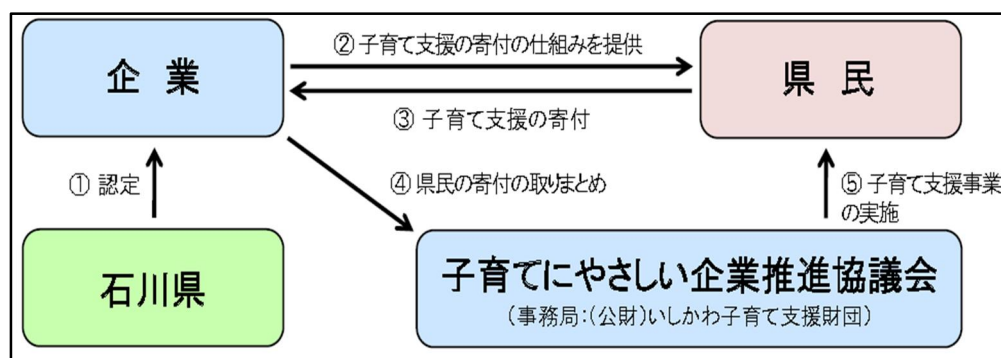 ② 子育て支援の寄付の仕組みを提供
企 業
県 民
③ 子育て支援の寄付
① 認定
④ 県民の寄付の取りまとめ
⑤ 子育て支援事業
の実施
石川県
子育てにやさしい企業推進協議会
（事務局：(公財)いしかわ子育て支援財団）